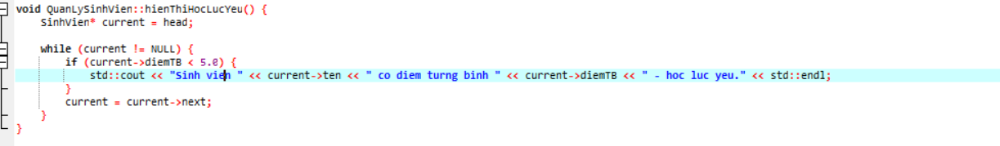 void QuanLySinhVien::hienThiHocLucYeu() {
SinhVien* current = head;
while (current != NULL) {
if (current->diemTB < 5.0) {
std::cout << "Sinh vien " << current->ten << " co diem turng binh " << current->diemTB << " - hoc luc yeu." << std::endl;
}
current = current->next;
}
}